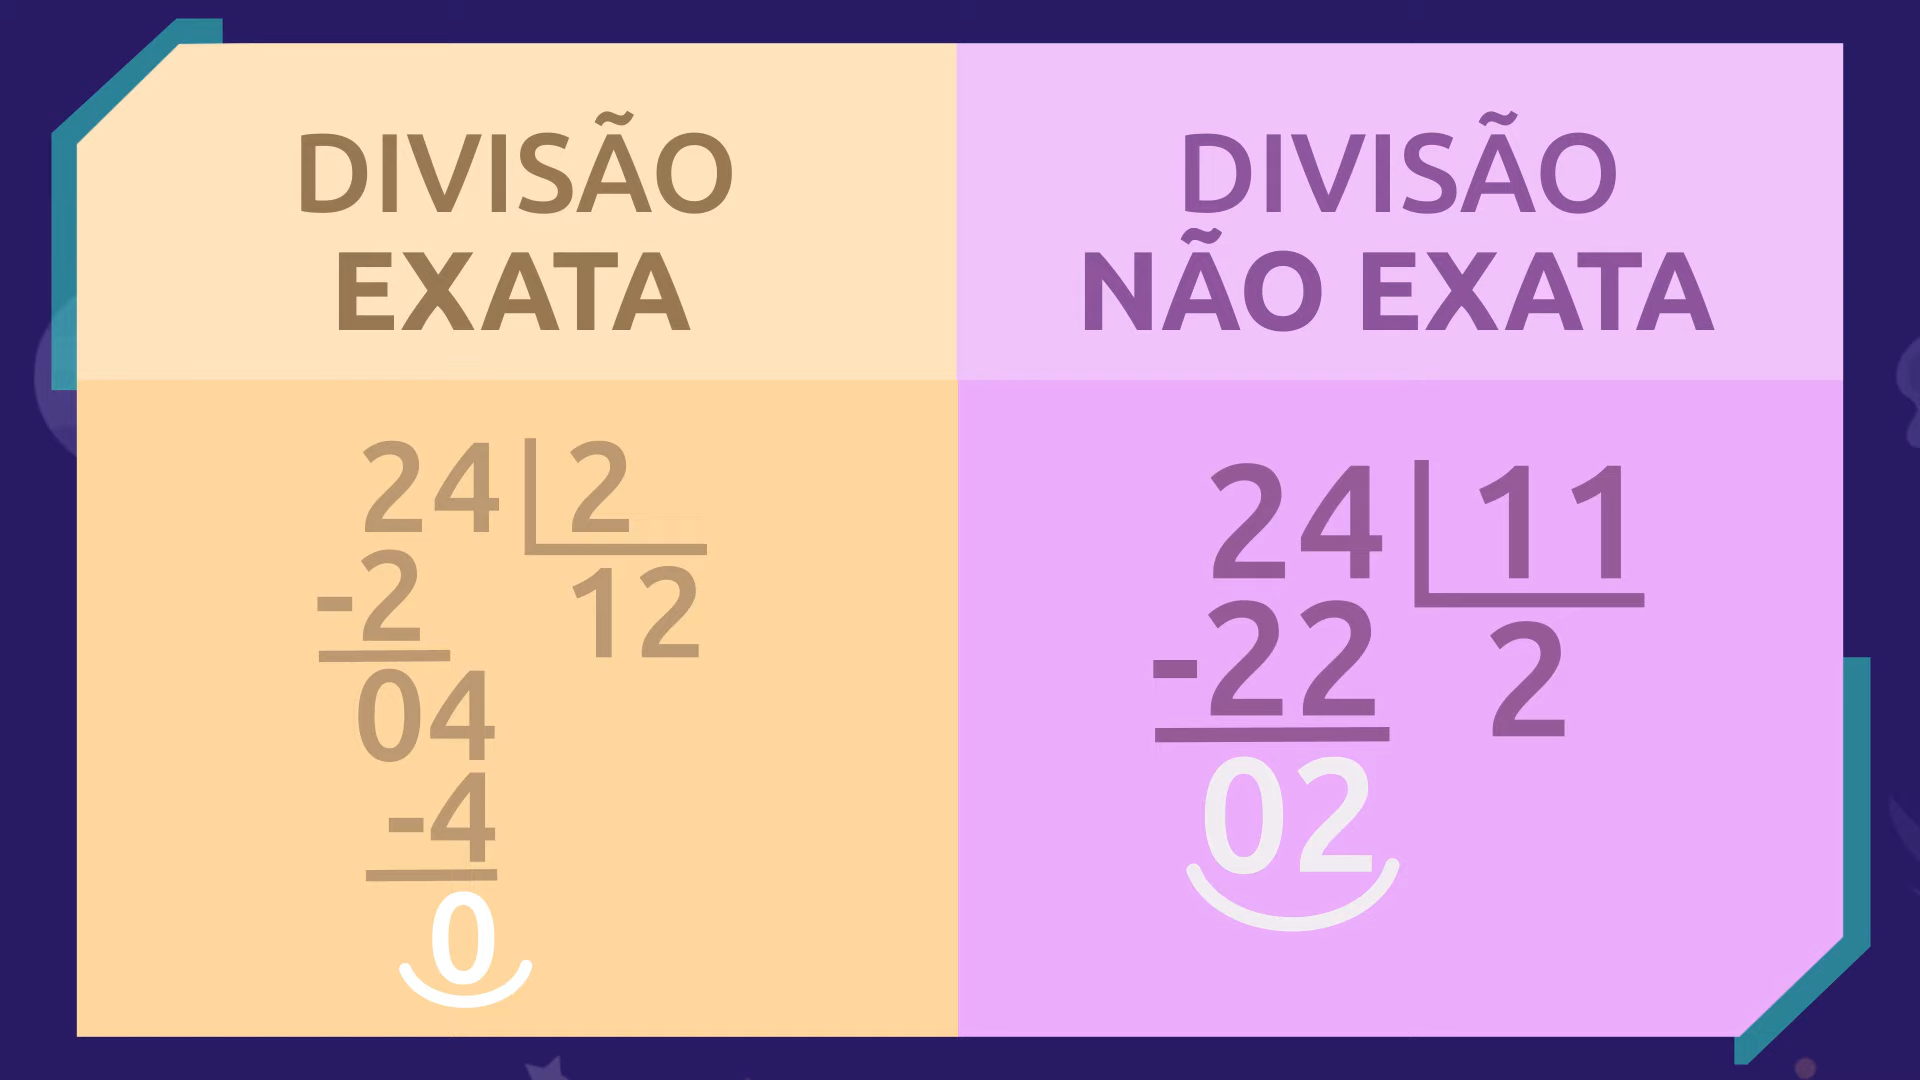 DIVISÃO
EXATA
24 2
-2 12
04
-4
0
DIVISÃO
NÃO EXATA
24 11
-22 2
02